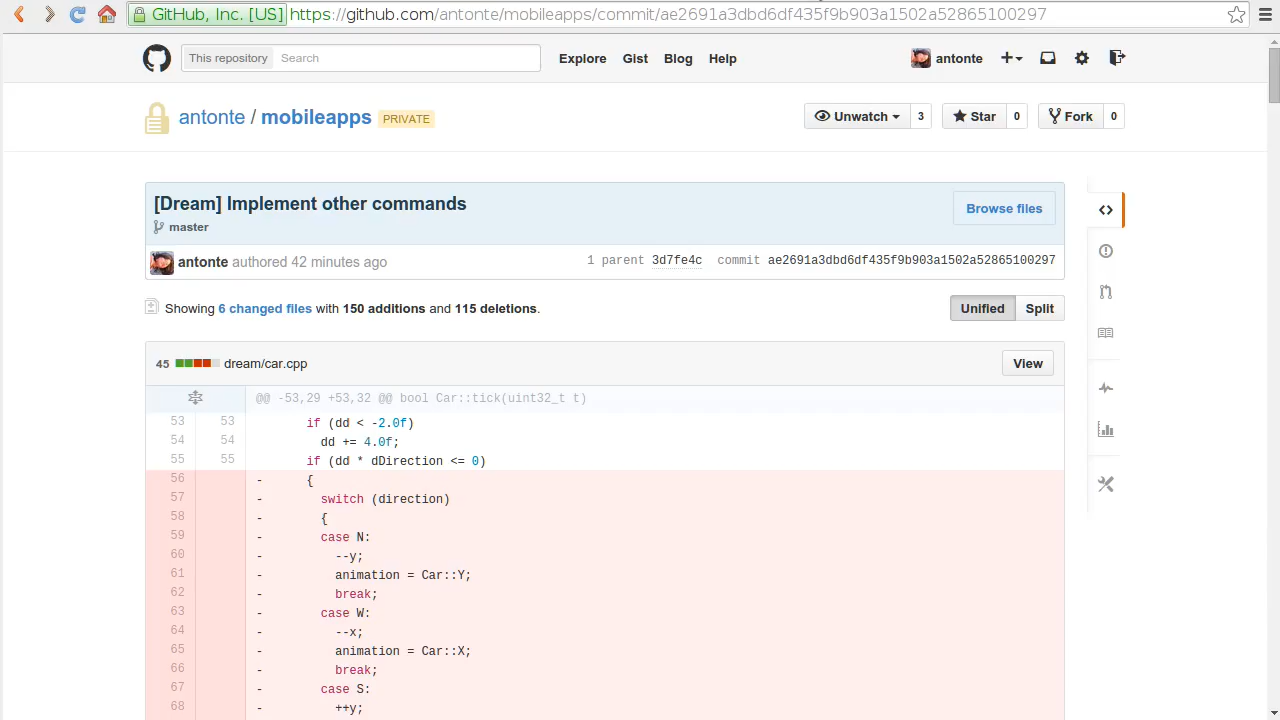 GitHub, Inc. [US] https://github.com/antonte/mobileapps/commit/ae2691a3dbd6df435f9b903a1502a52865100297
This repository Search Explore Gist Blog Help antonte
antonte / mobileapps PRIVATE Unwatch 3 Star 0 Fork 0
[Dream] Implement other commands Browse files
master
antonte authored 42 minutes ago 1 parent 3d7fe4c commit ae2691a3dbd6df435f9b903a1502a52865100297
Showing 6 changed files with 150 additions and 115 deletions. Unified Split
45 dream/car.cpp View
@@ -53,29 +53,32 @@ bool Car::tick(uint32_t t)
53 53 if (dd < -2.0f)
54 54 dd += 4.0f;
55 55 if (dd * dDirection <= 0)
56 - {
57 - switch (direction)
58 - {
59 - case N:
60 - --y;
61 - animation = Car::Y;
62 - break;
63 - case W:
64 - --x;
65 - animation = Car::X;
66 - break;
67 - case S:
68 - ++y;